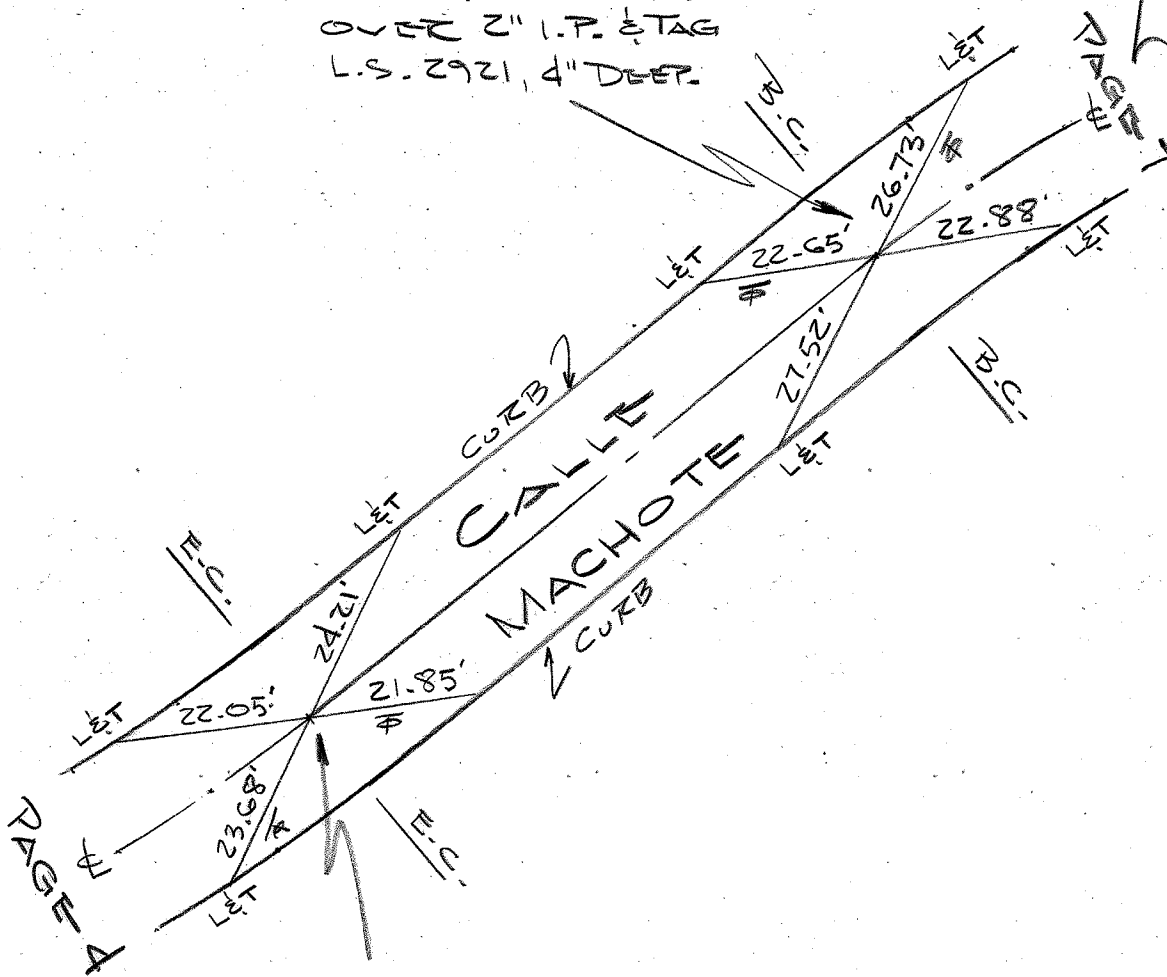 OVER 2" I.P. & TAG
L.S. 2921, 4" DEEP.
L&T
PAGE
B.C.
26.73'
℄
22.88'
22.65'
L&T
L&T
27.52'
B.C.
CURB
CALLE
L&T
MACHOTE
L&T
E.C.
24.21'
CURB
21.85'
22.05'
L&T
23.68'
E.C.
℄
PAGE 4
L&T